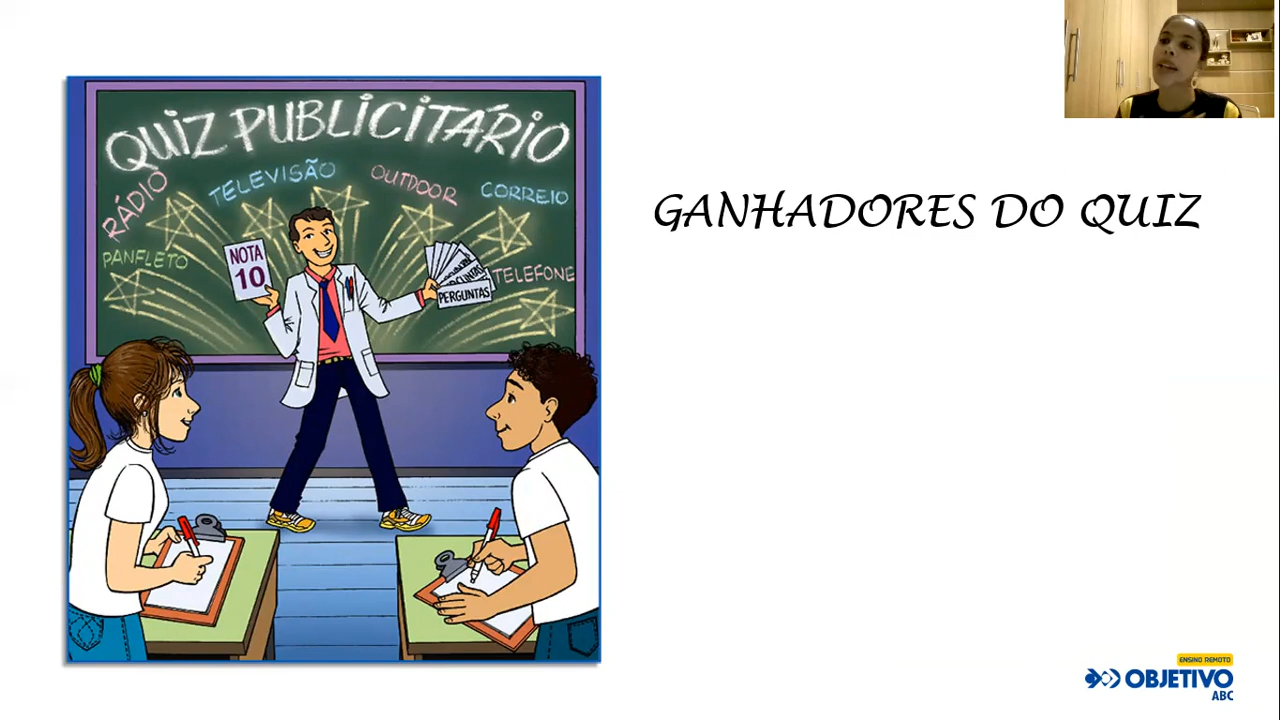 QUIZ PUBLICITÁRIO
RÁDIO
TELEVISÃO
OUTDOOR
CORREIO
PANFLETO
TELEFONE
NOTA
10
PERGUNTAS
GANHADORES DO QUIZ
ENSINO REMOTO
OBJETIVO
ABC